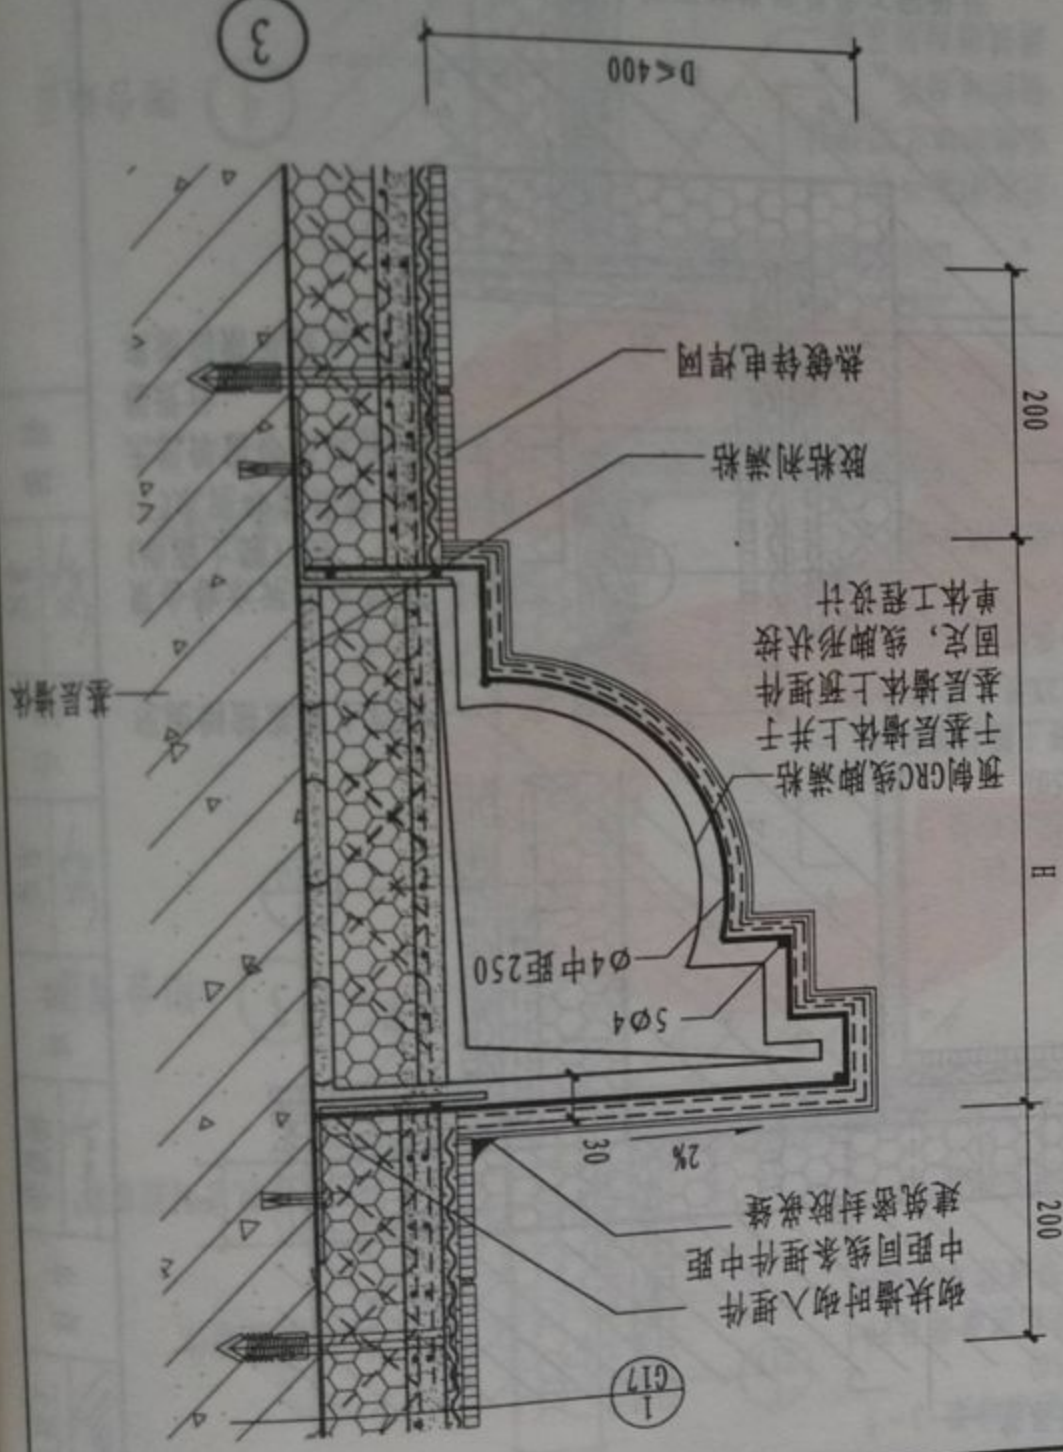 1
G17
砌块墙时砌入埋件
中距同线条埋件中距
建筑密封胶嵌缝
200
2%
30
5Ø4
Ø4中距250
H
预制GRC线脚满粘
于基层墙体上并于
基层墙体上预埋件
固定，线脚形状按
单体工程设计
基层墙体
胶粘剂满粘
热镀锌电焊网
200
D≤400
3